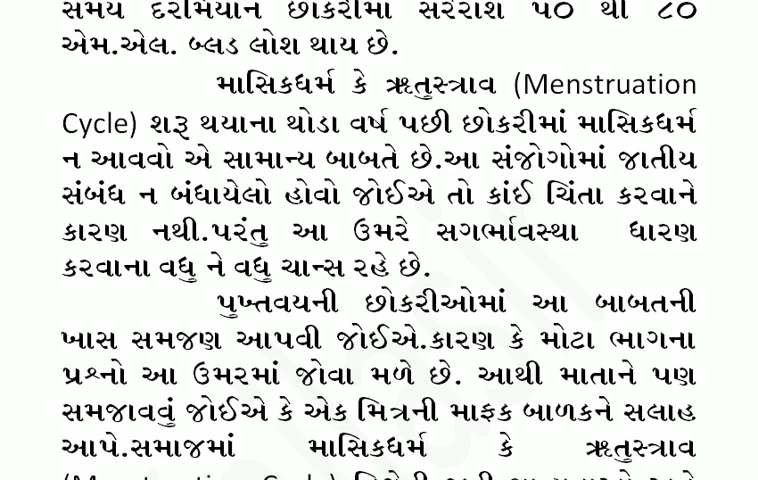 સમય દરમિયાન છોકરીમાં સરેરાશ ૫૦ થી ૮૦
એમ.એલ. બ્લડ લોશ થાય છે.
માસિકધર્મ કે ઋતુસ્ત્રાવ (Menstruation
Cycle) શરૂ થયાના થોડા વર્ષ પછી છોકરીમાં માસિકધર્મ
ન આવવો એ સામાન્ય બાબતે છે.આ સંજોગોમાં જાતીય
સંબંધ ન બંધાયેલો હોવો જોઈએ તો કાંઈ ચિંતા કરવાને
કારણ નથી.પરંતુ આ ઉમરે સગર્ભાવસ્થા ધારણ
કરવાના વધુ ને વધુ ચાન્સ રહે છે.
પુખ્તવયની છોકરીઓમાં આ બાબતની
ખાસ સમજણ આપવી જોઈએ.કારણ કે મોટા ભાગના
પ્રશ્નો આ ઉમરમાં જોવા મળે છે. આથી માતાને પણ
સમજાવવું જોઈએ કે એક મિત્રની માફક બાળકને સલાહ
આપે.સમાજમાં માસિકધર્મ કે ઋતુસ્ત્રાવ